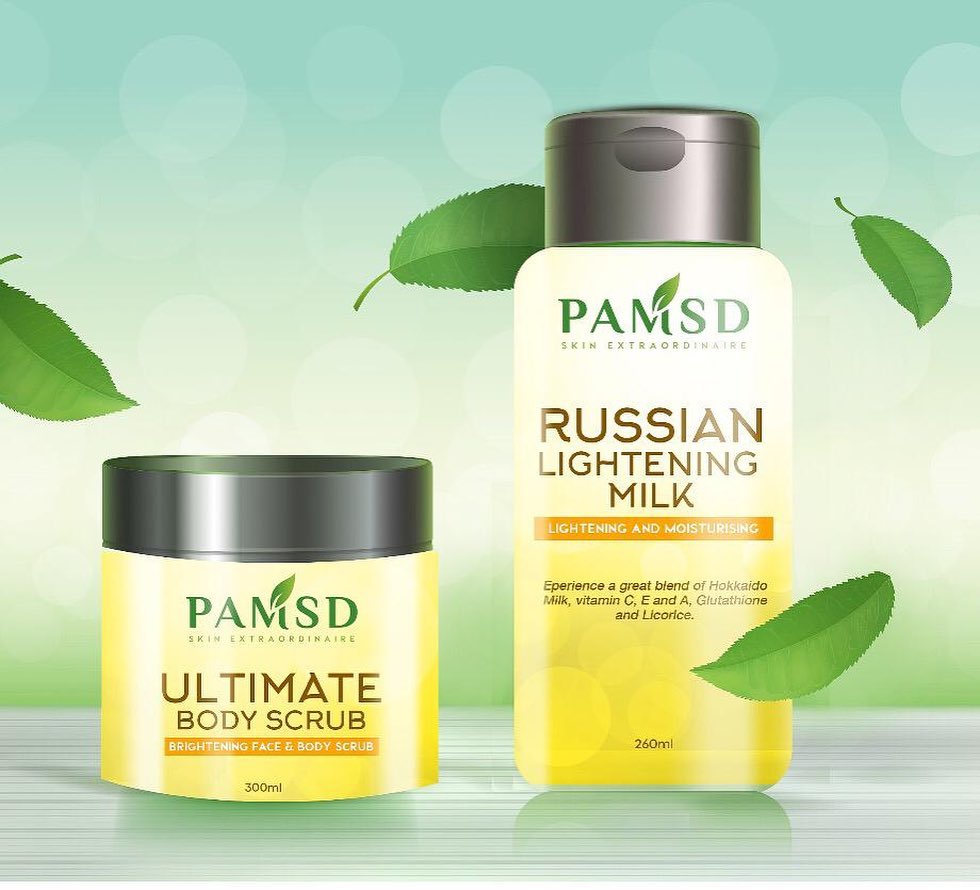 PAMSD
SKIN EXTRAORDINAIRE
RUSSIAN
LIGHTENING
MILK
LIGHTENING AND MOISTURISING
Eperience a great blend of Hokkaido
Milk, vitamin C, E and A, Glutathione
and Licorice.
260ml
PAMSD
SKIN EXTRAORDINAIRE
ULTIMATE
BODY SCRUB
BRIGHTENING FACE & BODY SCRUB
300ml